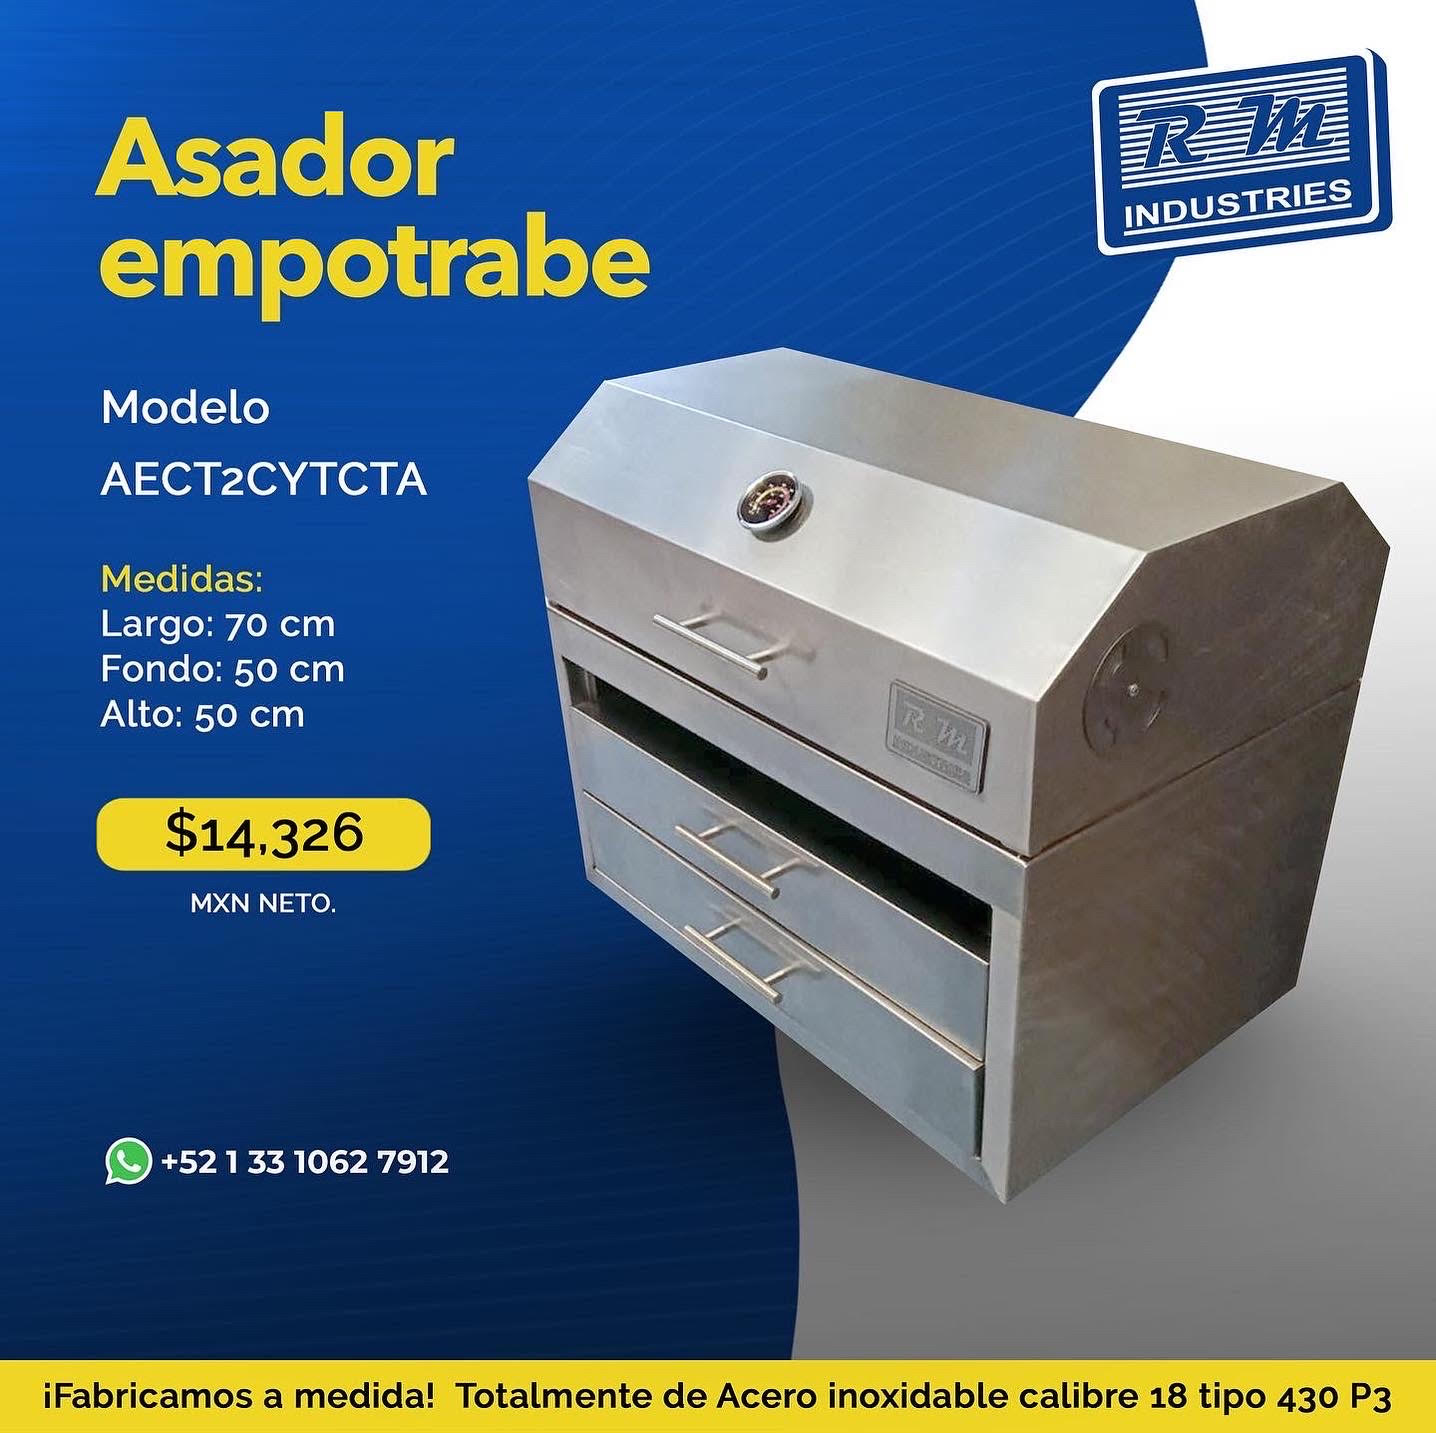 Asador
empotrabe
R M
INDUSTRIES
Modelo
AECT2CYTCTA
Medidas:
Largo: 70 cm
Fondo: 50 cm
Alto: 50 cm
$14,326
MXN NETO.
R M
INDUSTRIES
+52 1 33 1062 7912
¡Fabricamos a medida! Totalmente de Acero inoxidable calibre 18 tipo 430 P3